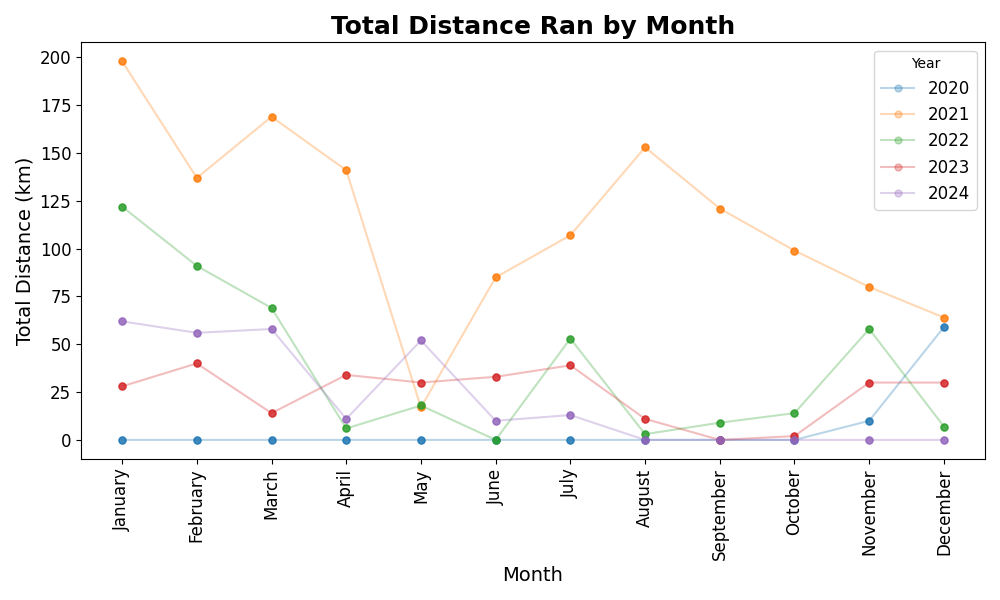 Total Distance Ran by Month
Total Distance (km)
200
175
150
125
100
75
50
25
0
Year
2020
2021
2022
2023
2024
January
February
March
April
May
June
July
August
September
October
November
December
Month